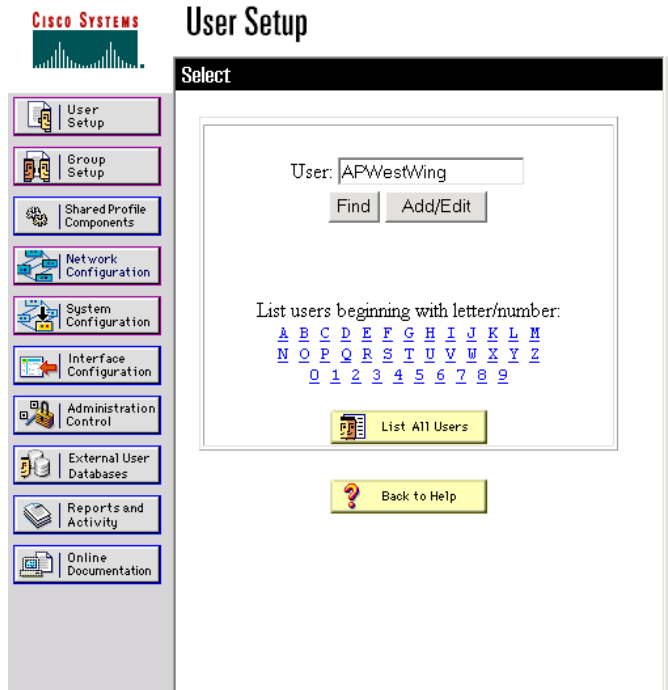 CISCO SYSTEMS
User Setup
Select
User
Setup
Group
Setup
Shared Profile
Components
Network
Configuration
System
Configuration
Interface
Configuration
Administration
Control
External User
Databases
Reports and
Activity
Online
Documentation
User: APWestWing
Find Add/Edit
List users beginning with letter/number:
A B C D E F G H I J K L M
N O P Q R S T U V W X Y Z
0 1 2 3 4 5 6 7 8 9
List All Users
Back to Help